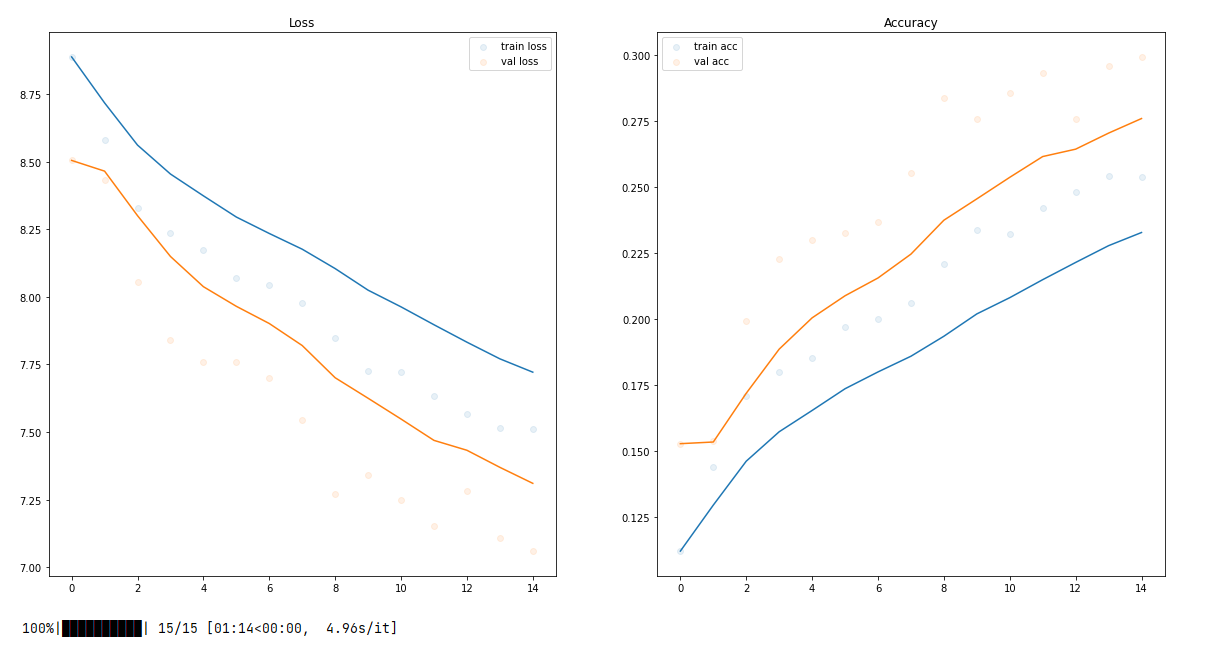 Loss
train loss
val loss
8.75
8.50
8.25
8.00
7.75
7.50
7.25
7.00
0 2 4 6 8 10 12 14
Accuracy
train acc
val acc
0.300
0.275
0.250
0.225
0.200
0.175
0.150
0.125
0 2 4 6 8 10 12 14
100%|██████████| 15/15 [01:14<00:00,  4.96s/it]